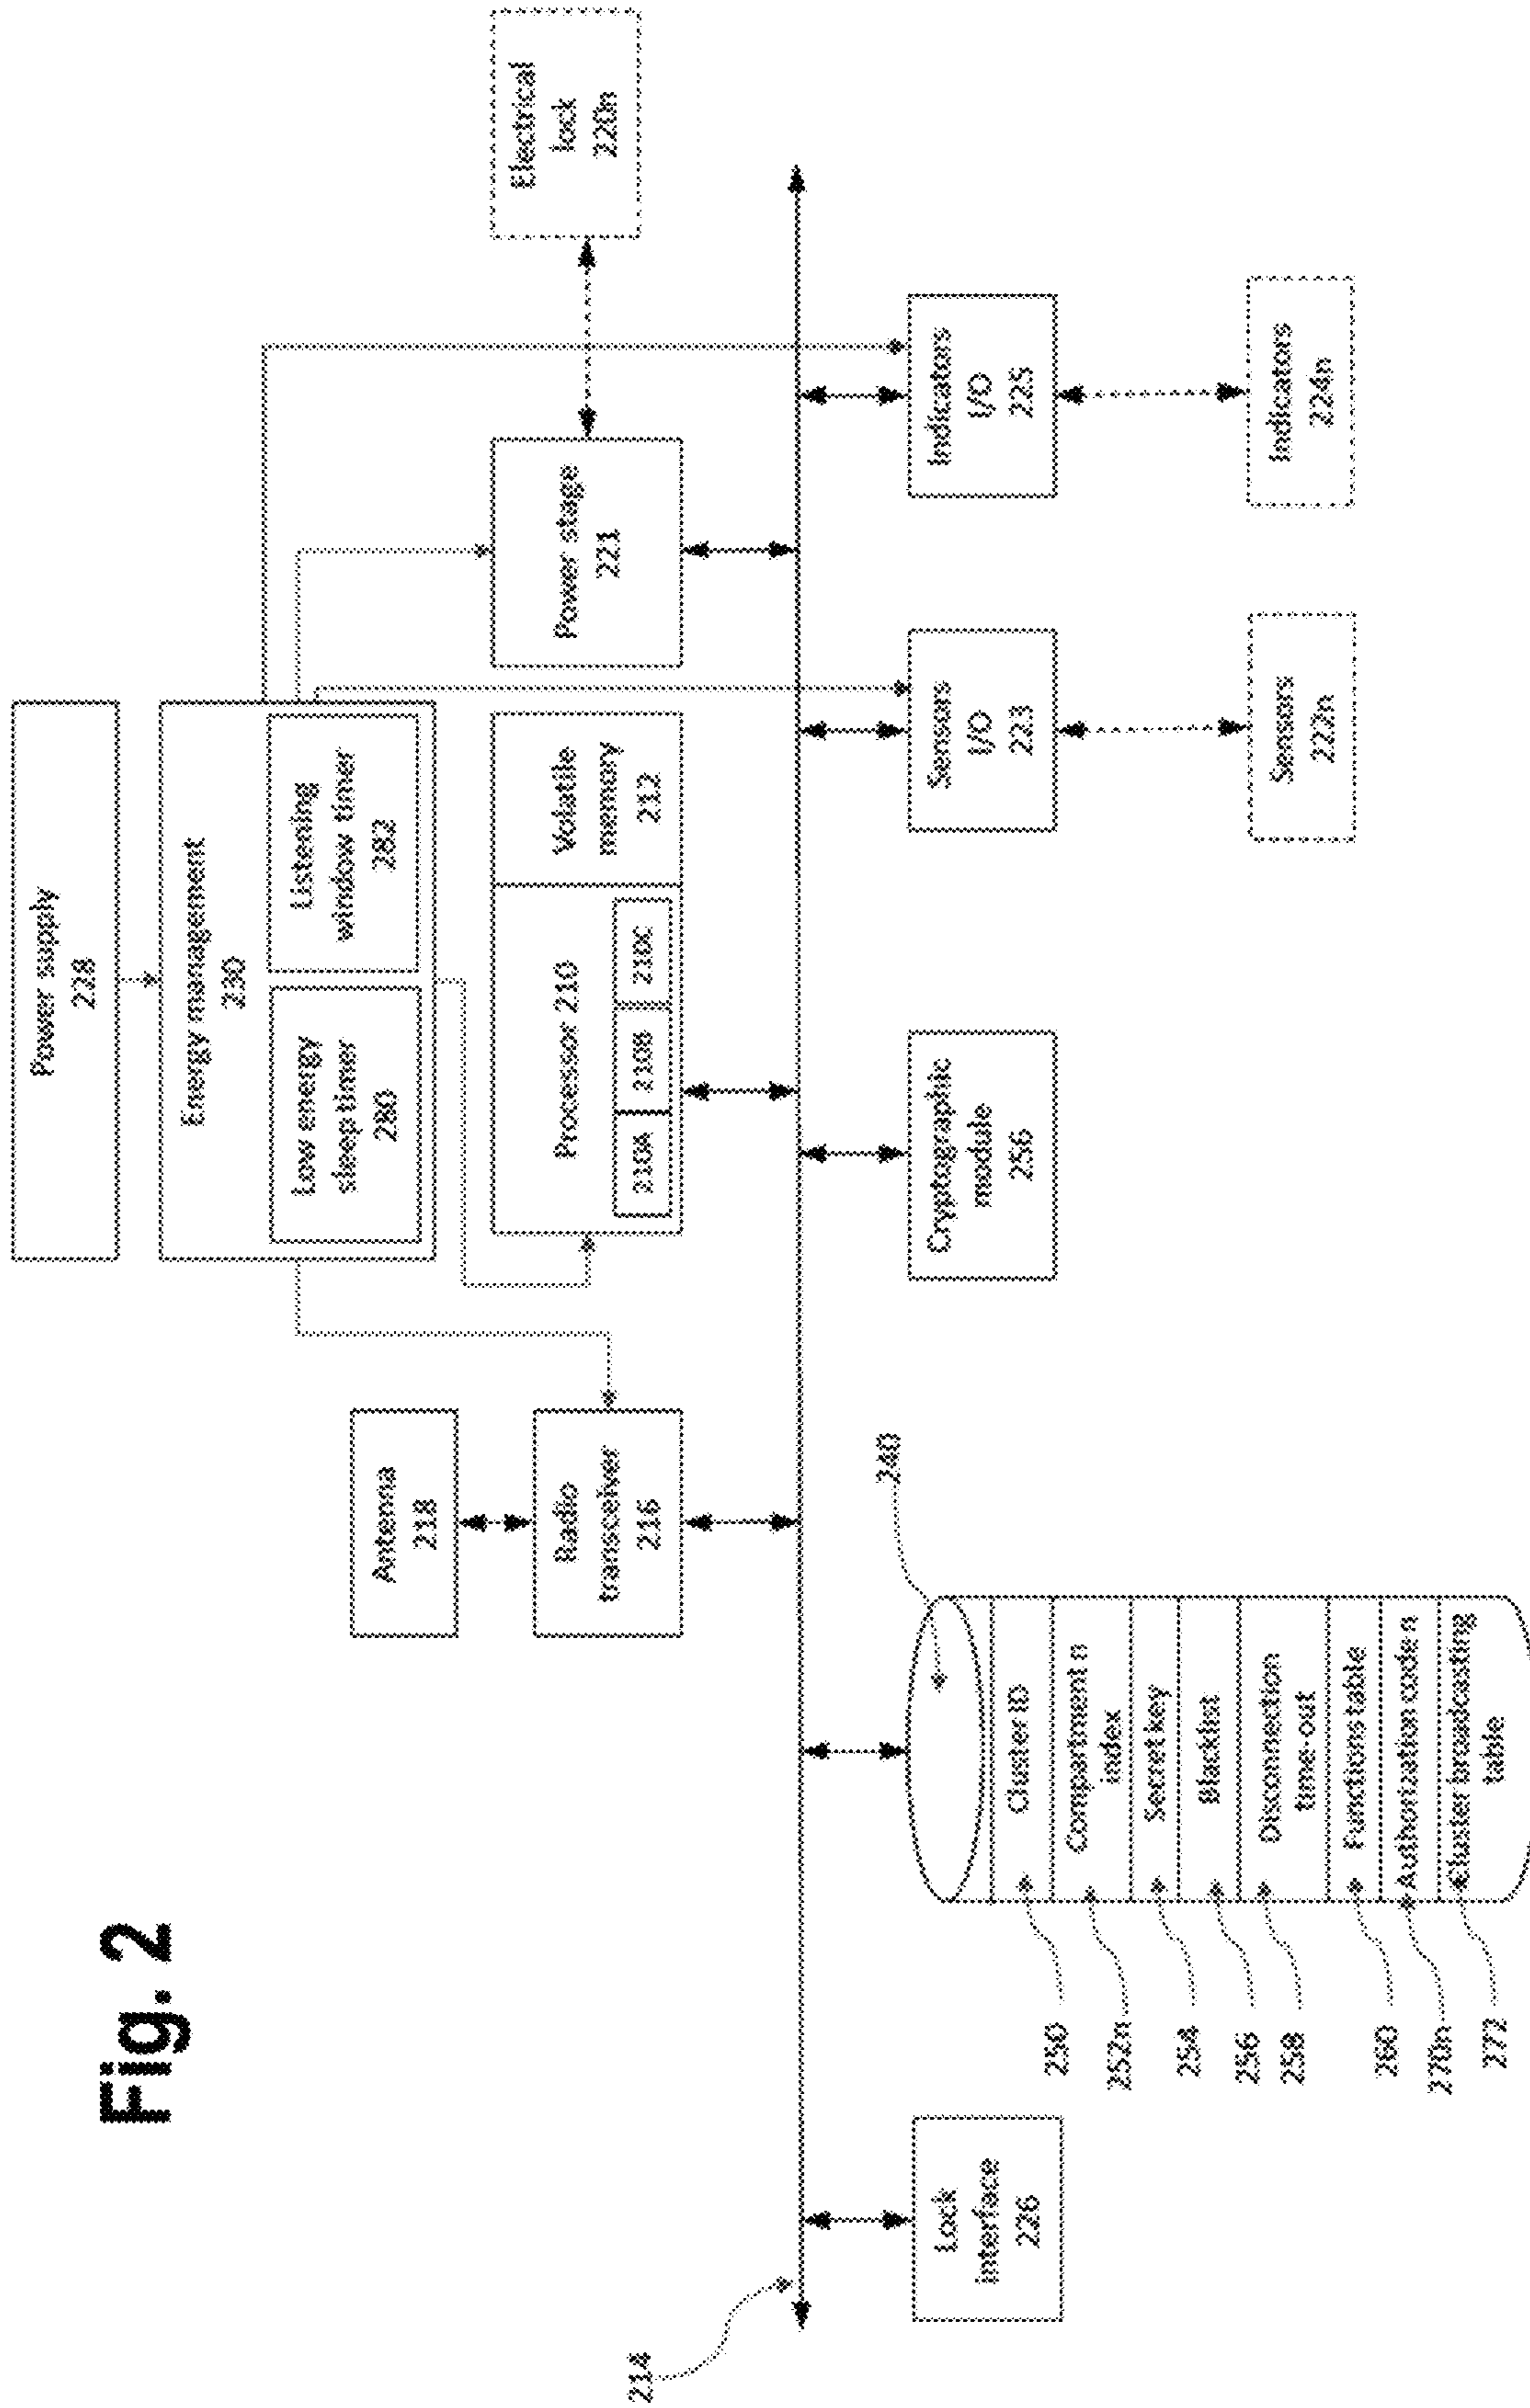 Fig. 2
Power supply
228
Energy management
230
Low energy
sleep timer
280
Listening
window timer
282
Antenna
218
Radio
transceiver
216
Processor 210
210A
210B
210C
Volatile
memory
212
Power stage
221
Electrical
lock
220n
214
Lock
interface
226
240
Cluster ID
Compartment n
index
Secret key
Blacklist
Disconnection
time-out
Functions table
Authorization code n
Cluster broadcasting
table
250
252n
254
256
258
260
270n
272
Cryptographic
module
256
Sensors
I/O
223
Indicators
I/O
225
Sensors
222n
Indicators
224n